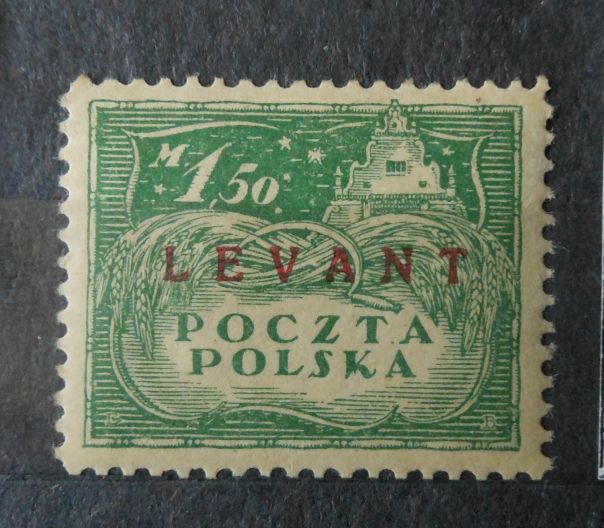 M 1,50
LEVANT
POCZTA
POLSKA